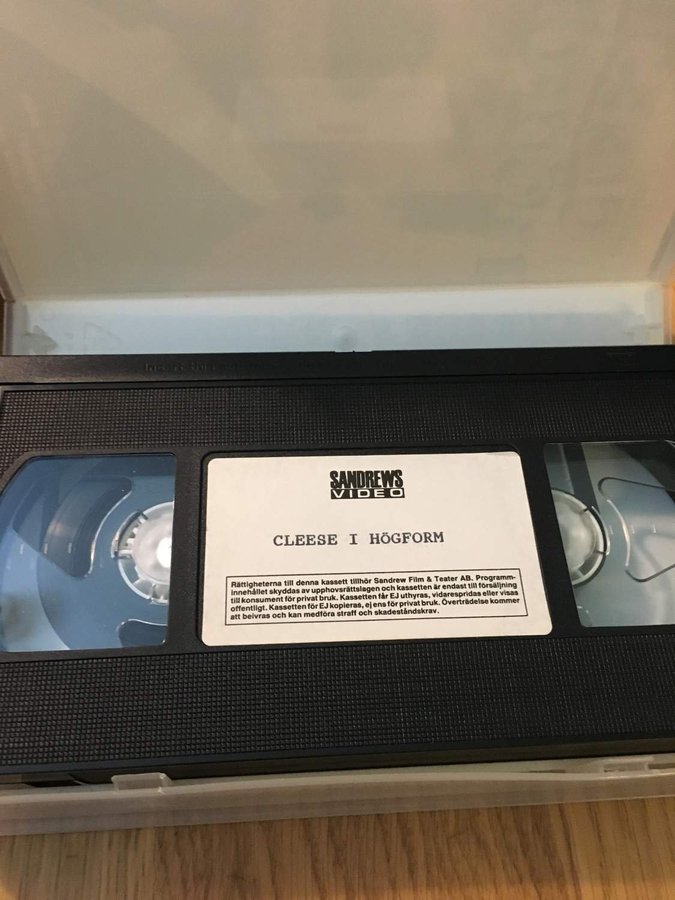 SANDREWS
VIDEO
CLEESE I HÖGFORM
Rättigheterna till denna kassett tillhör Sandrew Film & Teater AB. Programm-
innehållet skyddas av upphovsrättslagen och kassetten är endast till försäljning
till konsument för privat bruk. Kassetten får EJ uthyras, vidarespridas eller visas
offentligt. Kassetten för EJ kopieras, ej ens för privat bruk. Överträdelse kommer
att beivras och kan medföra straff och skadeståndskrav.